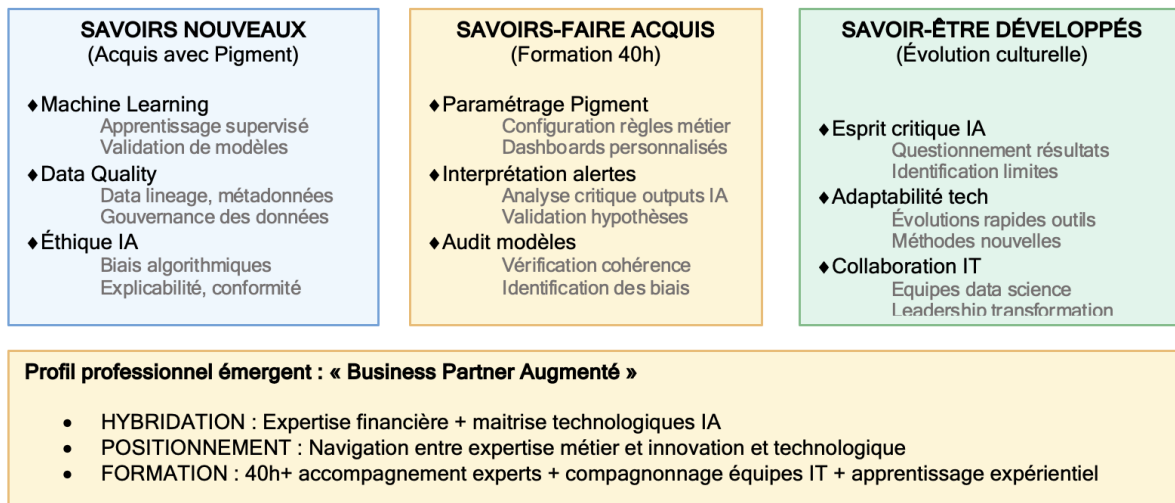 SAVOIRS NOUVEAUX
(Acquis avec Pigment)
♦Machine Learning
Apprentissage supervisé
Validation de modèles
♦Data Quality
Data lineage, métadonnées
Gouvernance des données
♦Éthique IA
Biais algorithmiques
Explicabilité, conformité
SAVOIRS-FAIRE ACQUIS
(Formation 40h)
♦Paramétrage Pigment
Configuration règles métier
Dashboards personnalisés
♦Interprétation alertes
Analyse critique outputs IA
Validation hypothèses
♦Audit modèles
Vérification cohérence
Identification des biais
SAVOIR-ÊTRE DÉVELOPPÉS
(Évolution culturelle)
♦Esprit critique IA
Questionnement résultats
Identification limites
♦Adaptabilité tech
Évolutions rapides outils
Méthodes nouvelles
♦Collaboration IT
Equipes data science
Leadership transformation
Profil professionnel émergent : « Business Partner Augmenté »
• HYBRIDATION : Expertise financière + maitrise technologiques IA
• POSITIONNEMENT : Navigation entre expertise métier et innovation et technologique
• FORMATION : 40h+ accompagnement experts + compagnonnage équipes IT + apprentissage expérientiel